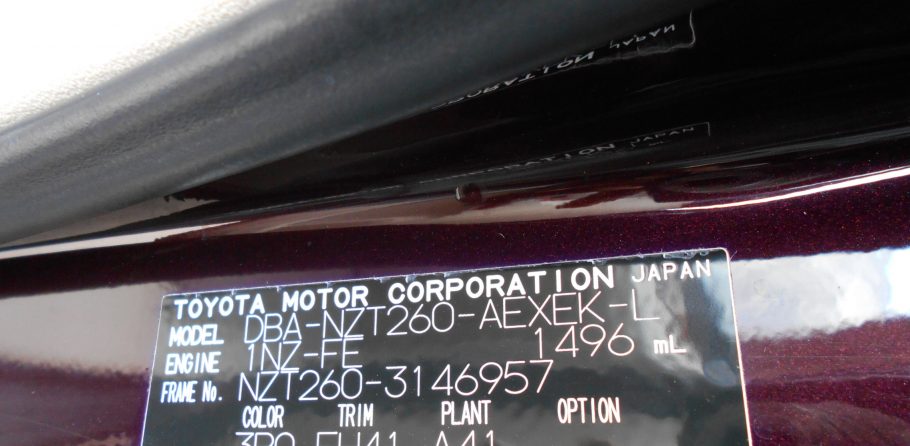 TOYOTA MOTOR CORPORATION JAPAN
MODEL DBA-NZT260-AEXEK-L
ENGINE 1NZ-FE 1496 mL
FRAME No. NZT260-3146957
COLOR TRIM PLANT OPTION
A41